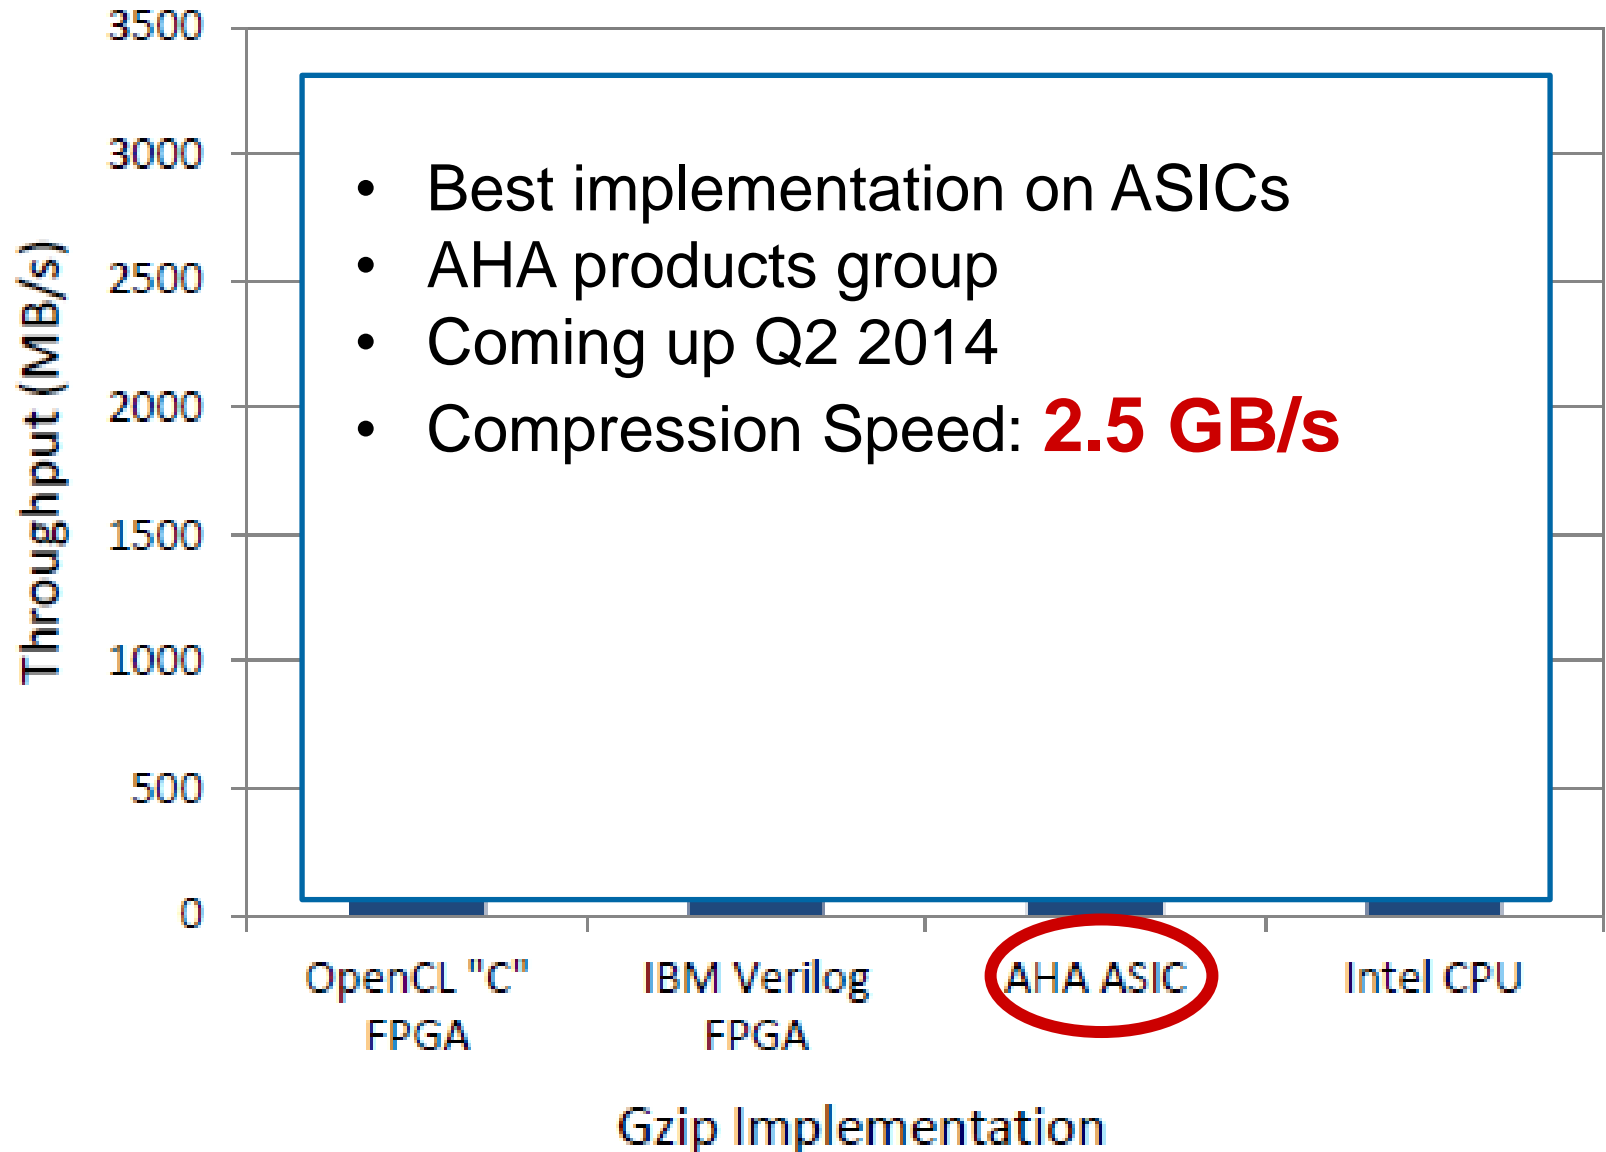 3500
3000
2500
2000
1500
1000
500
0
Throughput (MB/s)
• Best implementation on ASICs
• AHA products group
• Coming up Q2 2014
• Compression Speed: 2.5 GB/s
OpenCL "C"
FPGA
IBM Verilog
FPGA
AHA ASIC
Intel CPU
Gzip Implementation